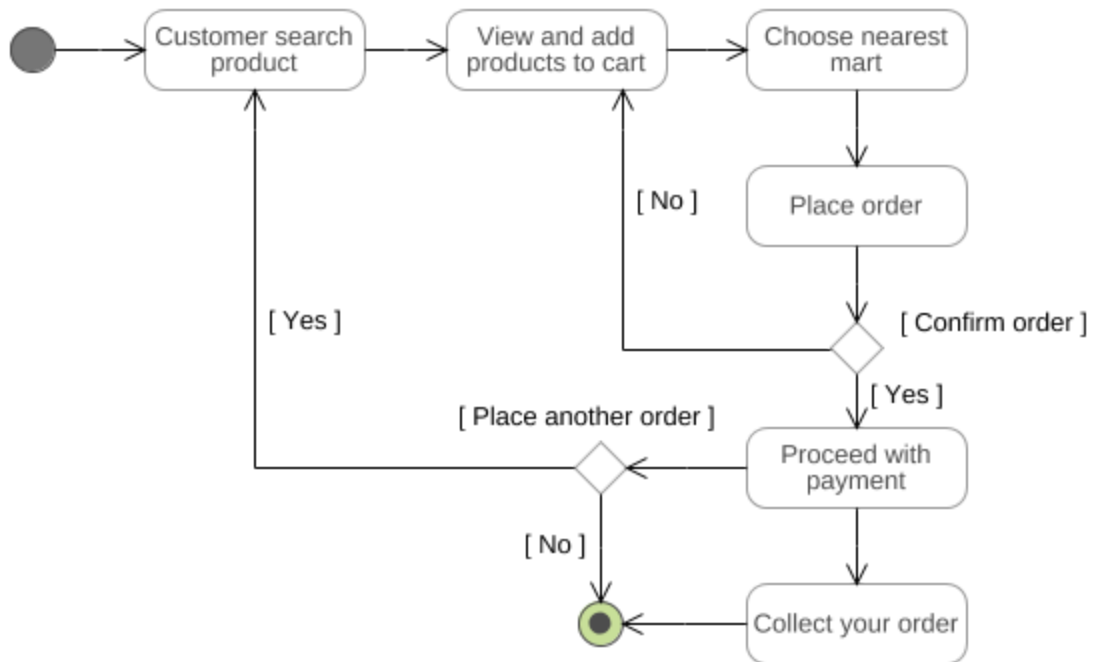 Customer search
product
View and add
products to cart
Choose nearest
mart
Place order
[ No ]
[ Yes ]
[ Confirm order ]
[ Yes ]
[ Place another order ]
Proceed with
payment
[ No ]
Collect your order